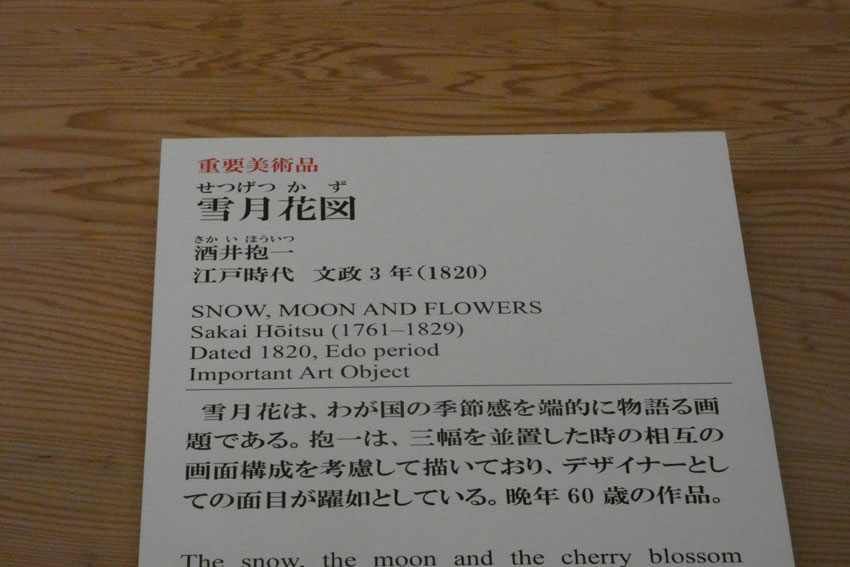 重要美術品
せつげつ か ず
雪月花図
さか い ほういつ
酒井抱一
江戸時代 文政3年(1820)
SNOW, MOON AND FLOWERS
Sakai Hōitsu (1761–1829)
Dated 1820, Edo period
Important Art Object
雪月花は、わが国の季節感を端的に物語る画
題である。抱一は、三幅を並置した時の相互の
画面構成を考慮して描いており、デザイナーとし
ての面目が躍如としている。晩年60歳の作品。
The snow, the moon and the cherry blossom